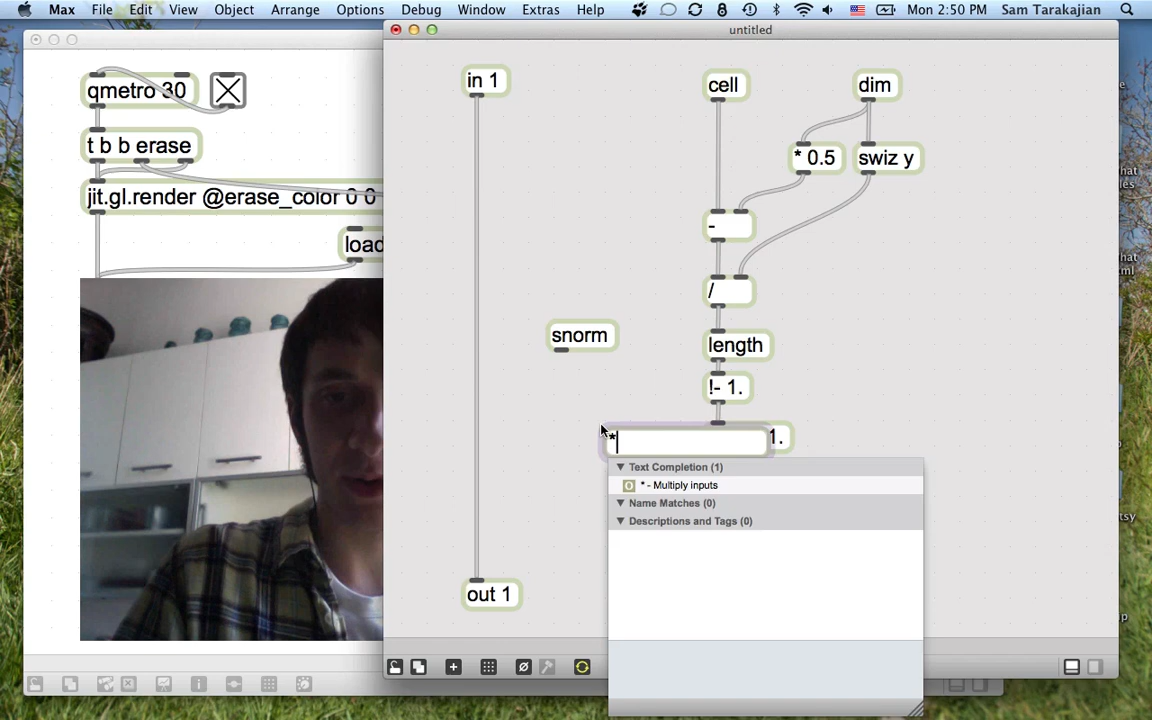 Max File Edit View Object Arrange Options Debug Window Extras Help Mon 2:50 PM Sam Tarakajian
untitled
qmetro 30
t b b erase
jit.gl.render @erase_color 0 0
load
in 1
cell
dim
* 0.5
swiz y
-
/
snorm
length
!- 1.
*
1.
Text Completion (1)
* - Multiply inputs
Name Matches (0)
Descriptions and Tags (0)
out 1